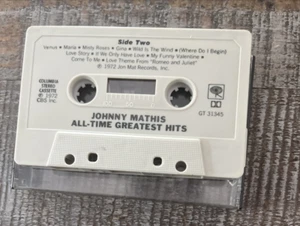 Side Two
Maria • Misty Roses • Gina • Wild Is The Wind • (Where Do I Begin)
Love Story • If We Only Have Love • My Funny Valentine •
Come To Me • Love Theme From "Romeo and Juliet"
℗ 1972 Jon Mat Records, Inc.
COLUMBIA
STEREO
CASSETTE
© 1972
CBS Inc.
GT 31345
JOHNNY MATHIS
ALL-TIME GREATEST HITS